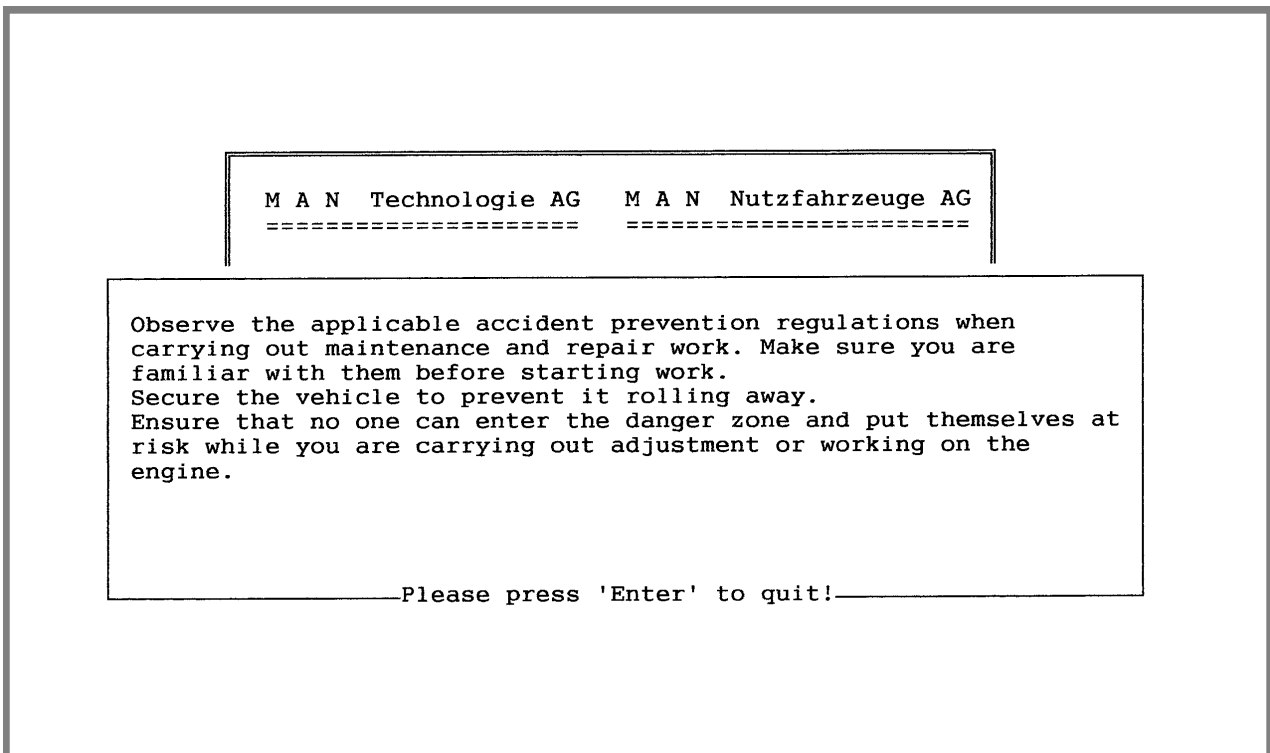 M A N  Technologie AG   M A N  Nutzfahrzeuge AG
=====================   =======================
Observe the applicable accident prevention regulations when
carrying out maintenance and repair work. Make sure you are
familiar with them before starting work.
Secure the vehicle to prevent it rolling away.
Ensure that no one can enter the danger zone and put themselves at
risk while you are carrying out adjustment or working on the
engine.
Please press 'Enter' to quit!